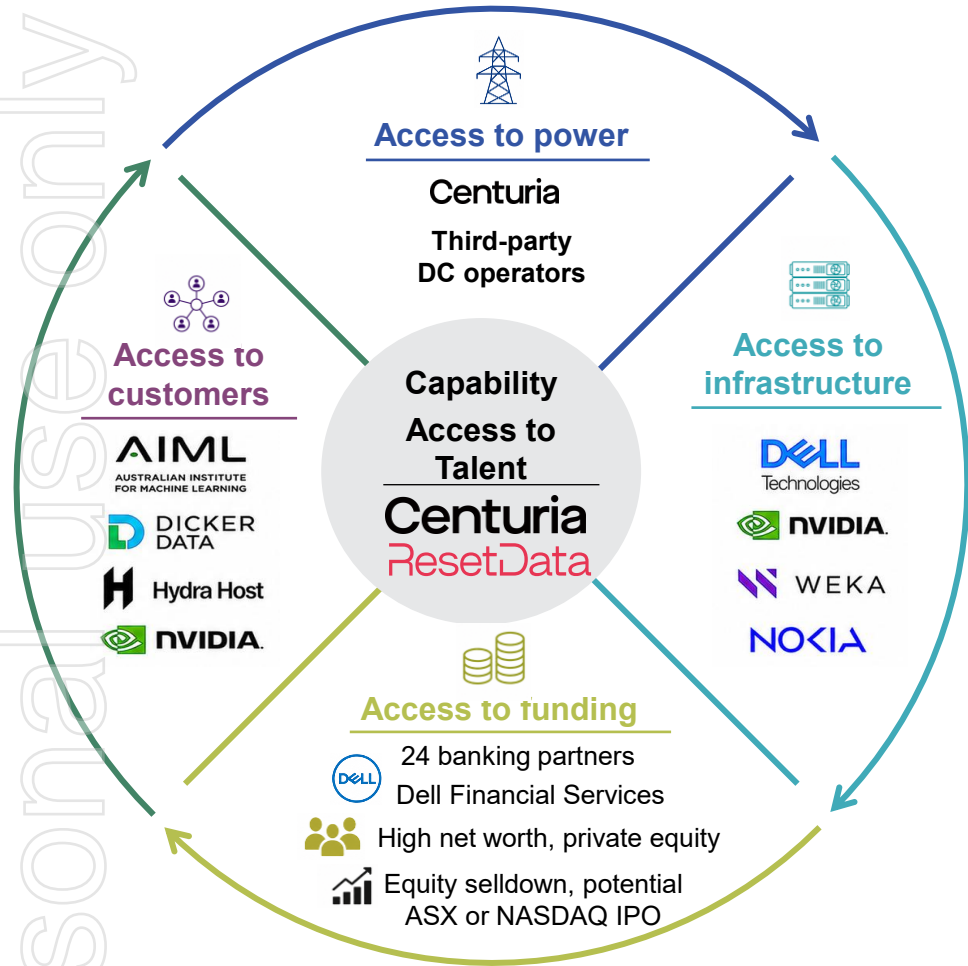 sonal use only
Access to power
Centuria
Third-party
DC operators
Access to
customers
AIML
AUSTRALIAN INSTITUTE
FOR MACHINE LEARNING
DICKER
DATA
Hydra Host
NVIDIA.
Capability
Access to
Talent
Centuria
ResetData
Access to
infrastructure
DELL
Technologies
NVIDIA.
WEKA
NOKIA
Access to funding
24 banking partners
DELL
Dell Financial Services
High net worth, private equity
Equity selldown, potential
ASX or NASDAQ IPO